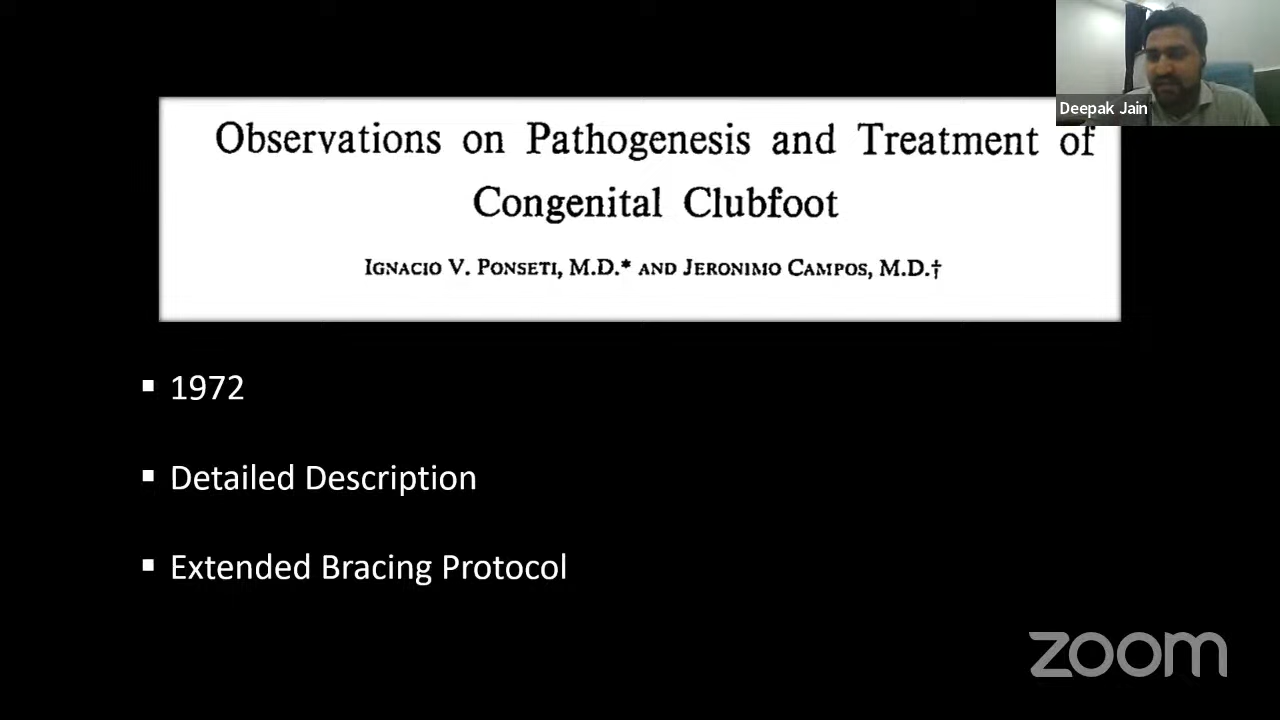 Deepak Jain
Observations on Pathogenesis and Treatment of
Congenital Clubfoot
IGNACIO V. PONSETI, M.D.* AND JERONIMO CAMPOS, M.D.†
▪ 1972
▪ Detailed Description
▪ Extended Bracing Protocol
zoom